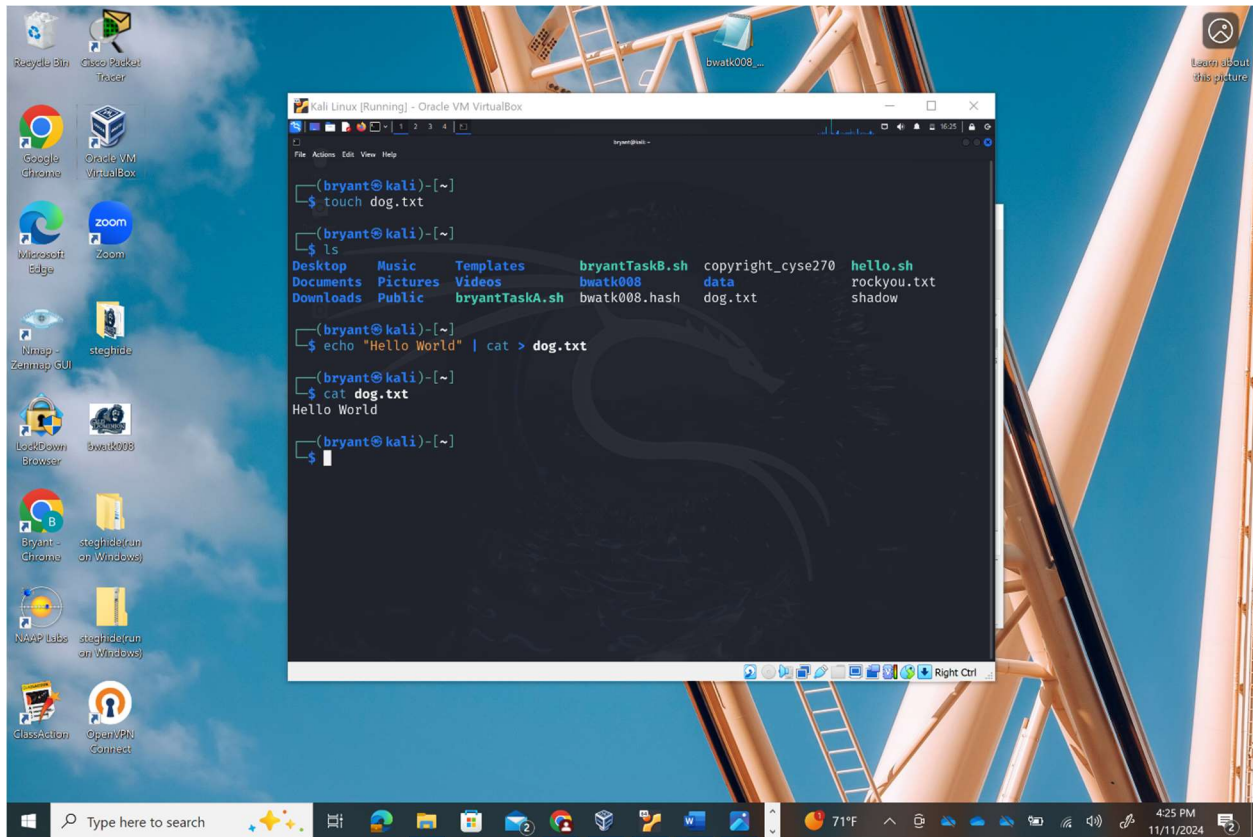 Recycle Bin
Cisco Packet
Tracer
bwatk008_...
Learn about
this picture
Google
Chrome
Oracle VM
VirtualBox
Microsoft
Edge
zoom
Zoom
Nmap -
Zenmap GUI
steghide
LockDown
Browser
bwatk008
B
Bryant -
Chrome
steghide(run
on Windows)
NAAP Labs
steghide(run
on Windows)
ClassAction
OpenVPN
Connect
Kali Linux [Running] - Oracle VM VirtualBox
1 2 3 4
16:25
bryant@kali: ~
File Actions Edit View Help
(bryant㉿kali)-[~]
$ touch dog.txt
(bryant㉿kali)-[~]
$ ls
Desktop Music Templates bryantTaskB.sh copyright_cyse270 hello.sh
Documents Pictures Videos bwatk008 data rockyou.txt
Downloads Public bryantTaskA.sh bwatk008.hash dog.txt shadow
(bryant㉿kali)-[~]
$ echo "Hello World" | cat > dog.txt
(bryant㉿kali)-[~]
$ cat dog.txt
Hello World
(bryant㉿kali)-[~]
$
Right Ctrl
Type here to search
2
W
71°F
4:25 PM
11/11/2024
2